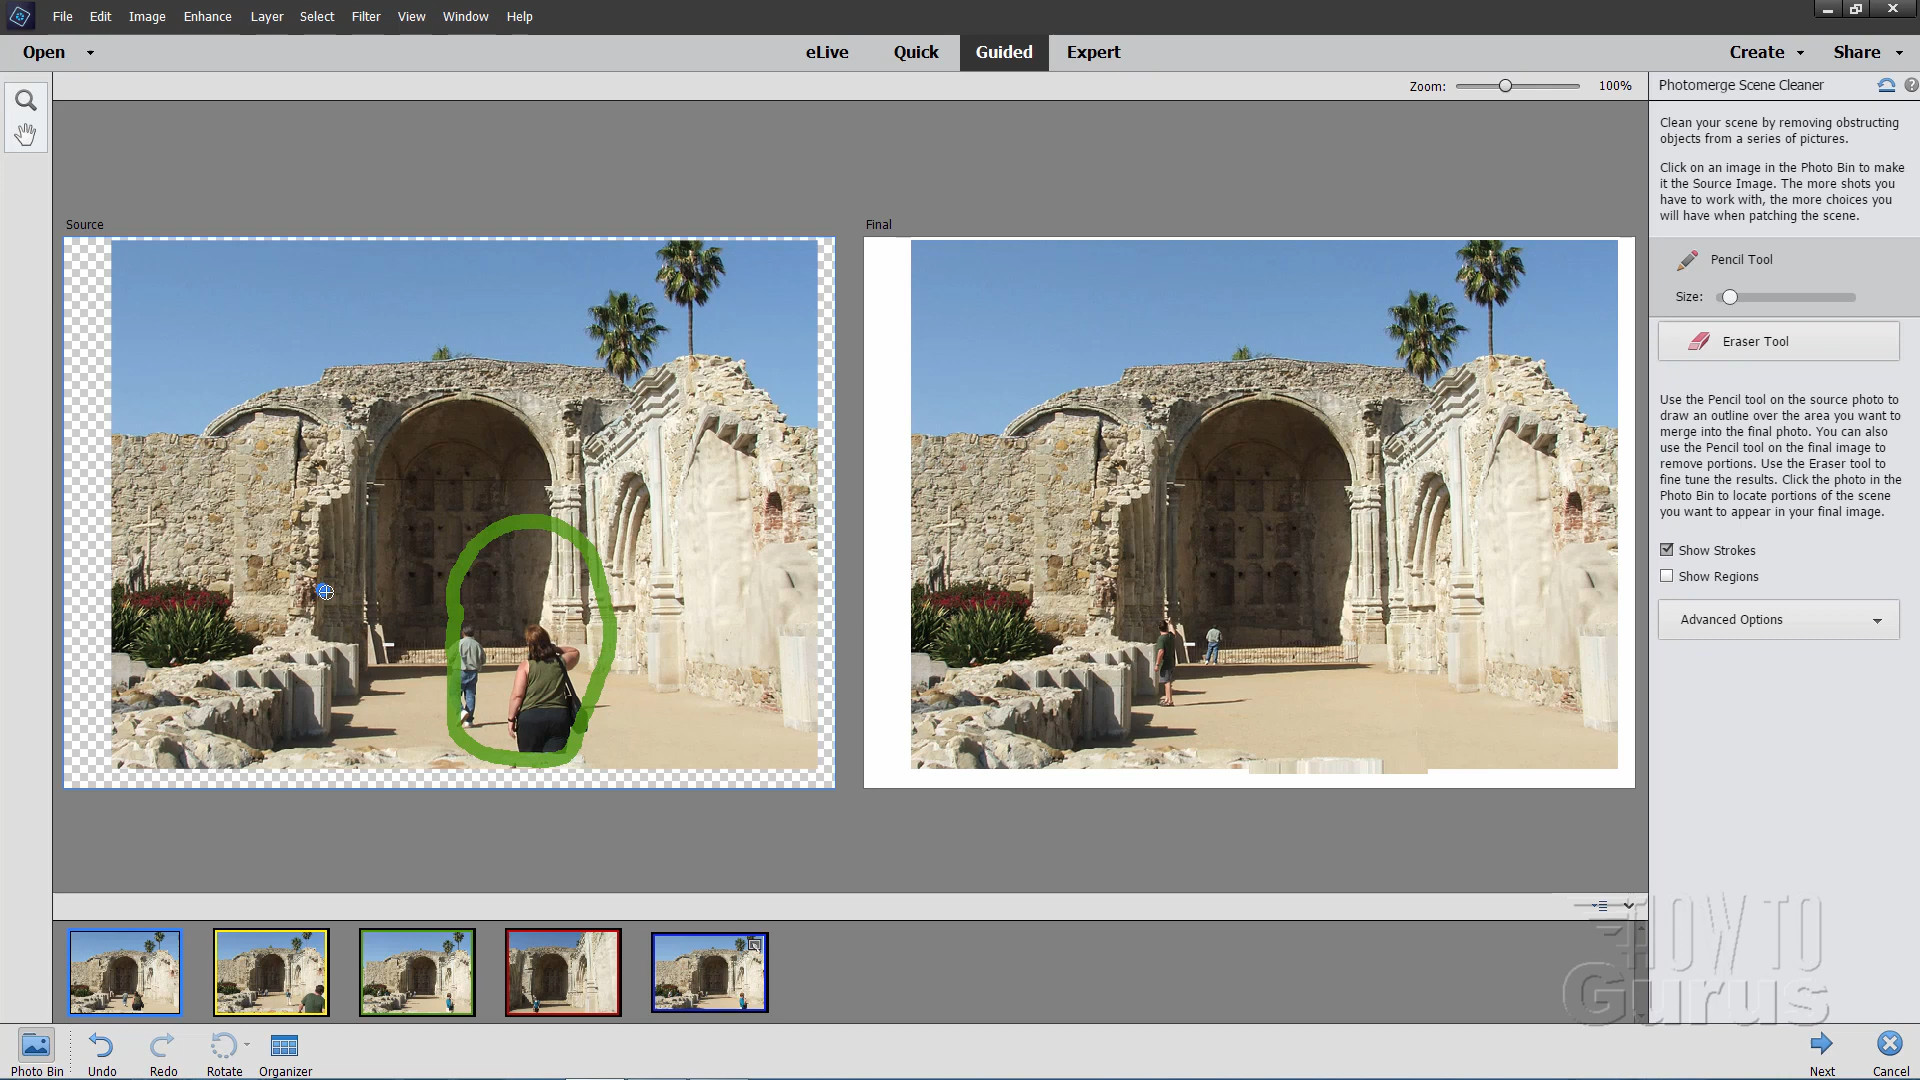 File Edit Image Enhance Layer Select Filter View Window Help
Open eLive Quick Guided Expert Create Share
Zoom: 100%
Photomerge Scene Cleaner
Clean your scene by removing obstructing
objects from a series of pictures.
Click on an image in the Photo Bin to make
it the Source Image. The more shots you
have to work with, the more choices you
will have when patching the scene.
Source
Final
Pencil Tool
Size:
Eraser Tool
Use the Pencil tool on the source photo to
draw an outline over the area you want to
merge into the final photo. You can also
use the Pencil tool on the final image to
remove portions. Use the Eraser tool to
fine tune the results. Click the photo in the
Photo Bin to locate portions of the scene
you want to appear in your final image.
Show Strokes
Show Regions
Advanced Options
HOW TO
Gurus
Photo Bin Undo Redo Rotate Organizer Next Cancel